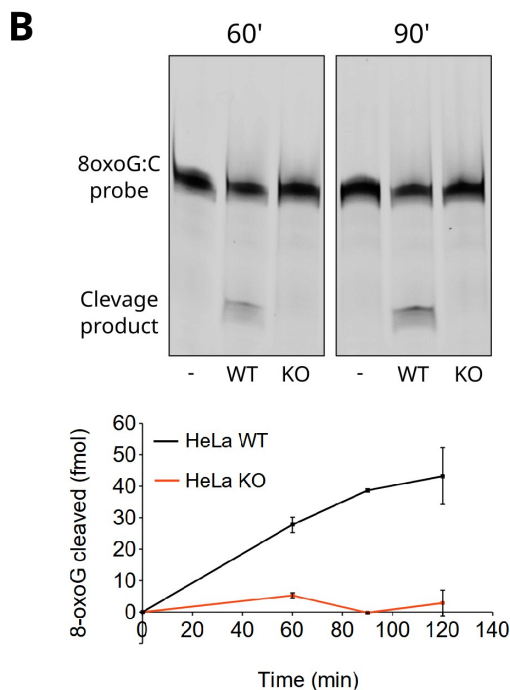 B
60'
90'
8oxoG:C
probe
Clevage
product
- WT KO
- WT KO
8-oxoG cleaved (fmol)
60
50
40
30
20
10
0
HeLa WT
HeLa KO
0 20 40 60 80 100 120 140
Time (min)